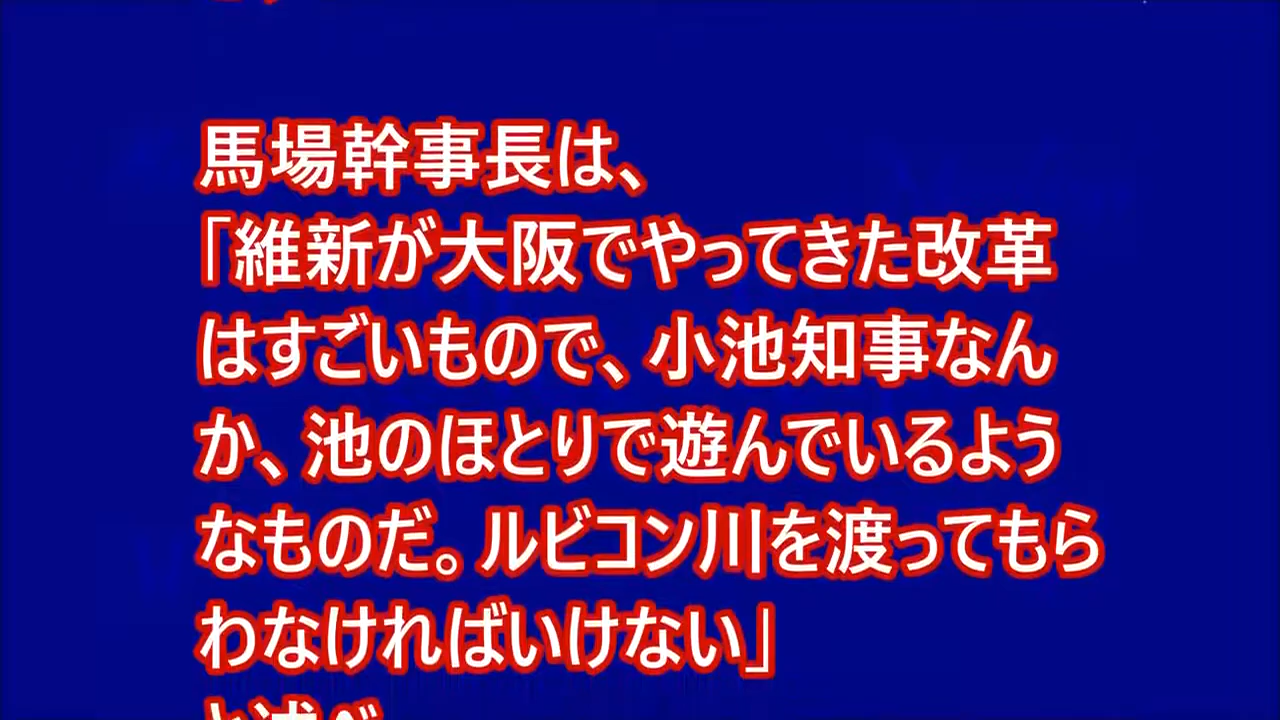 馬場幹事長は、
「維新が大阪でやってきた改革
はすごいもので、小池知事なん
か、池のほとりで遊んでいるよう
なものだ。ルビコン川を渡ってもら
わなければいけない」
と述べ